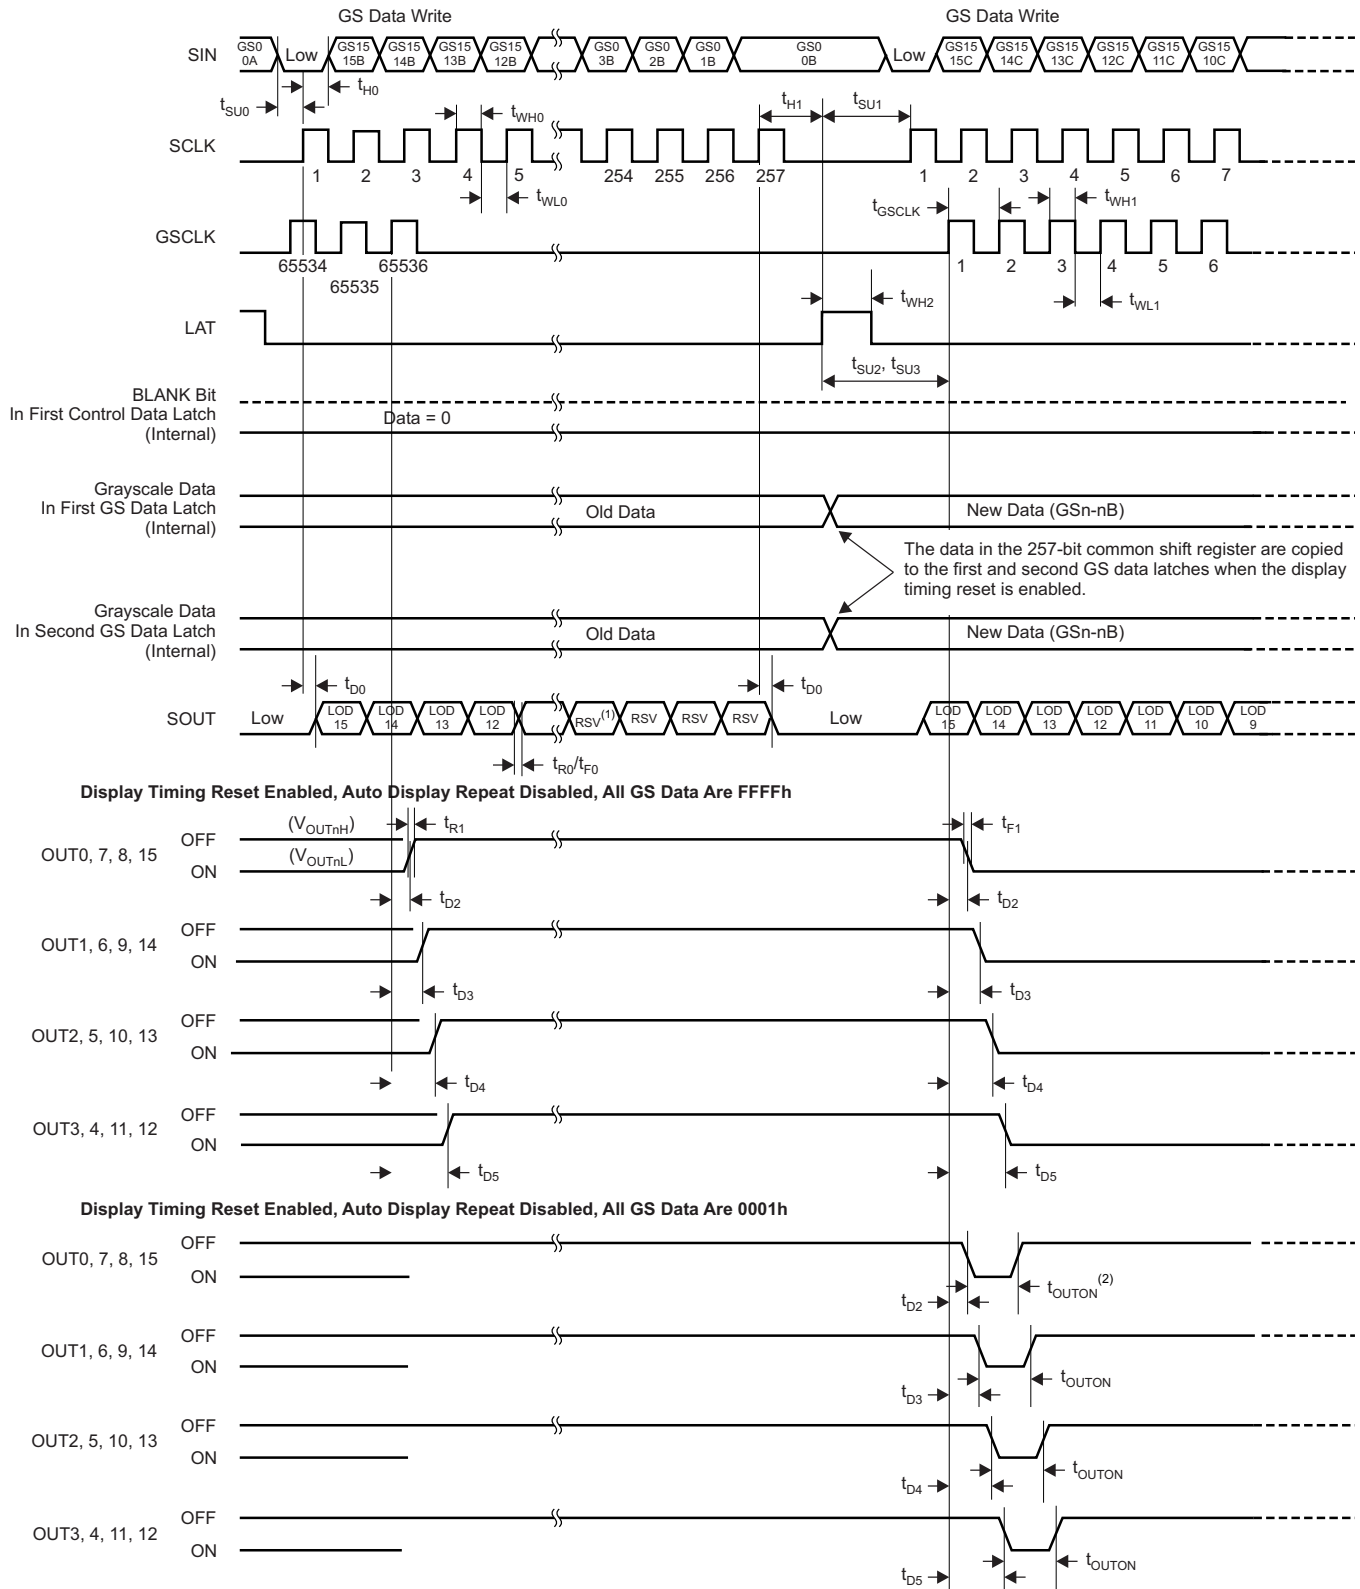 GS Data Write GS Data Write
SIN GS0 0A Low GS15 15B GS15 14B GS15 13B GS15 12B GS0 3B GS0 2B GS0 1B GS0 0B Low GS15 15C GS15 14C GS15 13C GS15 12C GS15 11C GS15 10C
tSU0 tH0 tWH0 tH1 tSU1
SCLK
1 2 3 4 5 254 255 256 257 1 2 3 4 5 6 7
tWL0 tGSCLK tWH1
GSCLK
65534 65535 65536 1 2 3 4 5 6
tWH2 tWL1
LAT
tSU2, tSU3
BLANK Bit
In First Control Data Latch
(Internal)
Data = 0
Grayscale Data
In First GS Data Latch
(Internal)
Old Data New Data (GSn-nB)
The data in the 257-bit common shift register are copied
to the first and second GS data latches when the display
timing reset is enabled.
Grayscale Data
In Second GS Data Latch
(Internal)
Old Data New Data (GSn-nB)
tD0 tD0
SOUT Low LOD 15 LOD 14 LOD 13 LOD 12 RSV(1) RSV RSV RSV Low LOD 15 LOD 14 LOD 13 LOD 12 LOD 11 LOD 10 LOD 9
tR0/tF0
Display Timing Reset Enabled, Auto Display Repeat Disabled, All GS Data Are FFFFh
OUT0, 7, 8, 15 OFF (VOUTnH) tR1 tF1
ON (VOUTnL)
tD2 tD2
OUT1, 6, 9, 14 OFF
ON
tD3 tD3
OUT2, 5, 10, 13 OFF
ON
tD4 tD4
OUT3, 4, 11, 12 OFF
ON
tD5 tD5
Display Timing Reset Enabled, Auto Display Repeat Disabled, All GS Data Are 0001h
OUT0, 7, 8, 15 OFF
ON
tD2 tOUTON(2)
OUT1, 6, 9, 14 OFF
ON
tD3 tOUTON
OUT2, 5, 10, 13 OFF
ON
tD4 tOUTON
OUT3, 4, 11, 12 OFF
ON
tD5 tOUTON